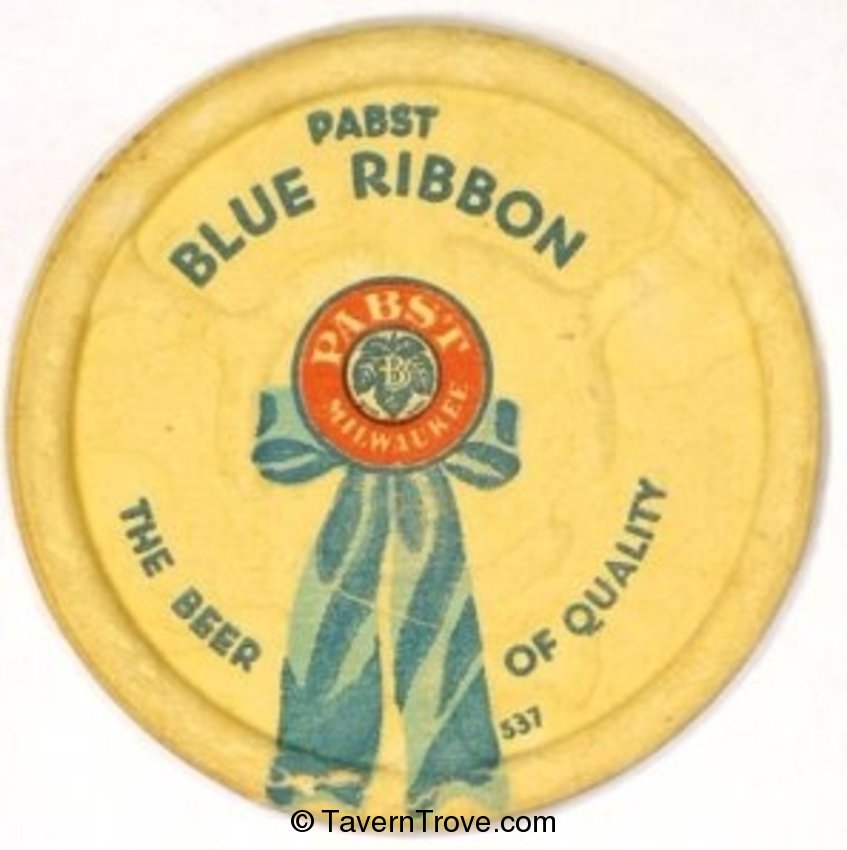 PABST
BLUE RIBBON
PABST
B
MILWAUKEE
THE BEER
OF QUALITY
537
© TavernTrove.com